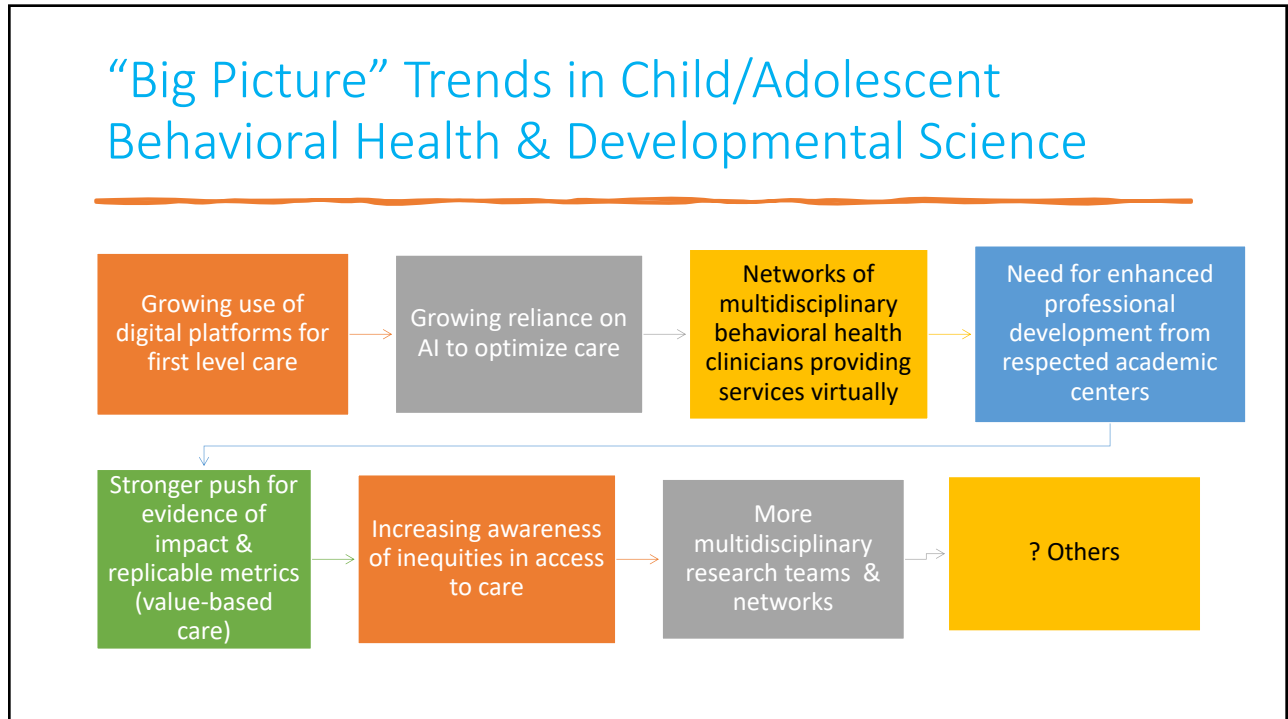 “Big Picture” Trends in Child/Adolescent
Behavioral Health & Developmental Science
Growing use of
digital platforms for
first level care
Growing reliance on
AI to optimize care
Networks of
multidisciplinary
behavioral health
clinicians providing
services virtually
Need for enhanced
professional
development from
respected academic
centers
Stronger push for
evidence of
impact &
replicable metrics
(value-based
care)
Increasing awareness
of inequities in access
to care
More
multidisciplinary
research teams & 
networks
? Others